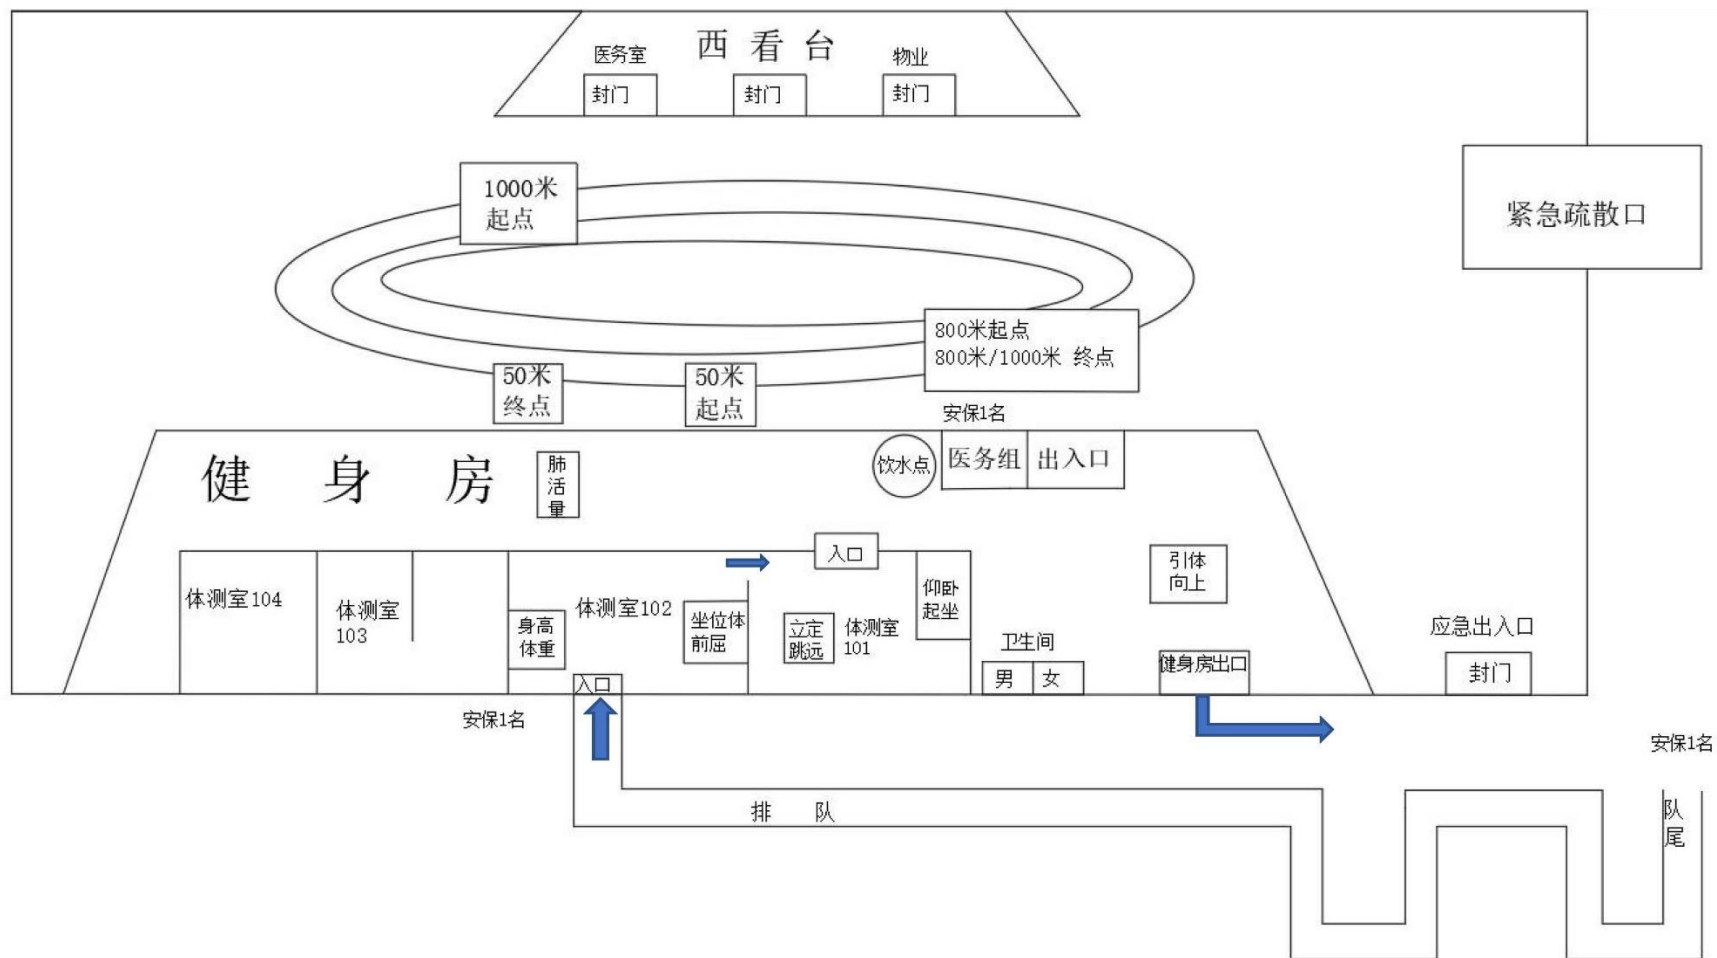 西看台
医务室
物业
封门
封门
封门
1000米
起点
紧急疏散口
800米起点
800米/1000米 终点
50米
终点
50米
起点
安保1名
健身房
肺
活
量
饮水点
医务组
出入口
入口
引体
向上
体测室104
体测室
103
身高
体重
体测室102
坐位体
前屈
立定
跳远
体测室
101
仰卧
起坐
卫生间
男
女
健身房出口
应急出入口
封门
入口
安保1名
安保1名
排 队
队
尾